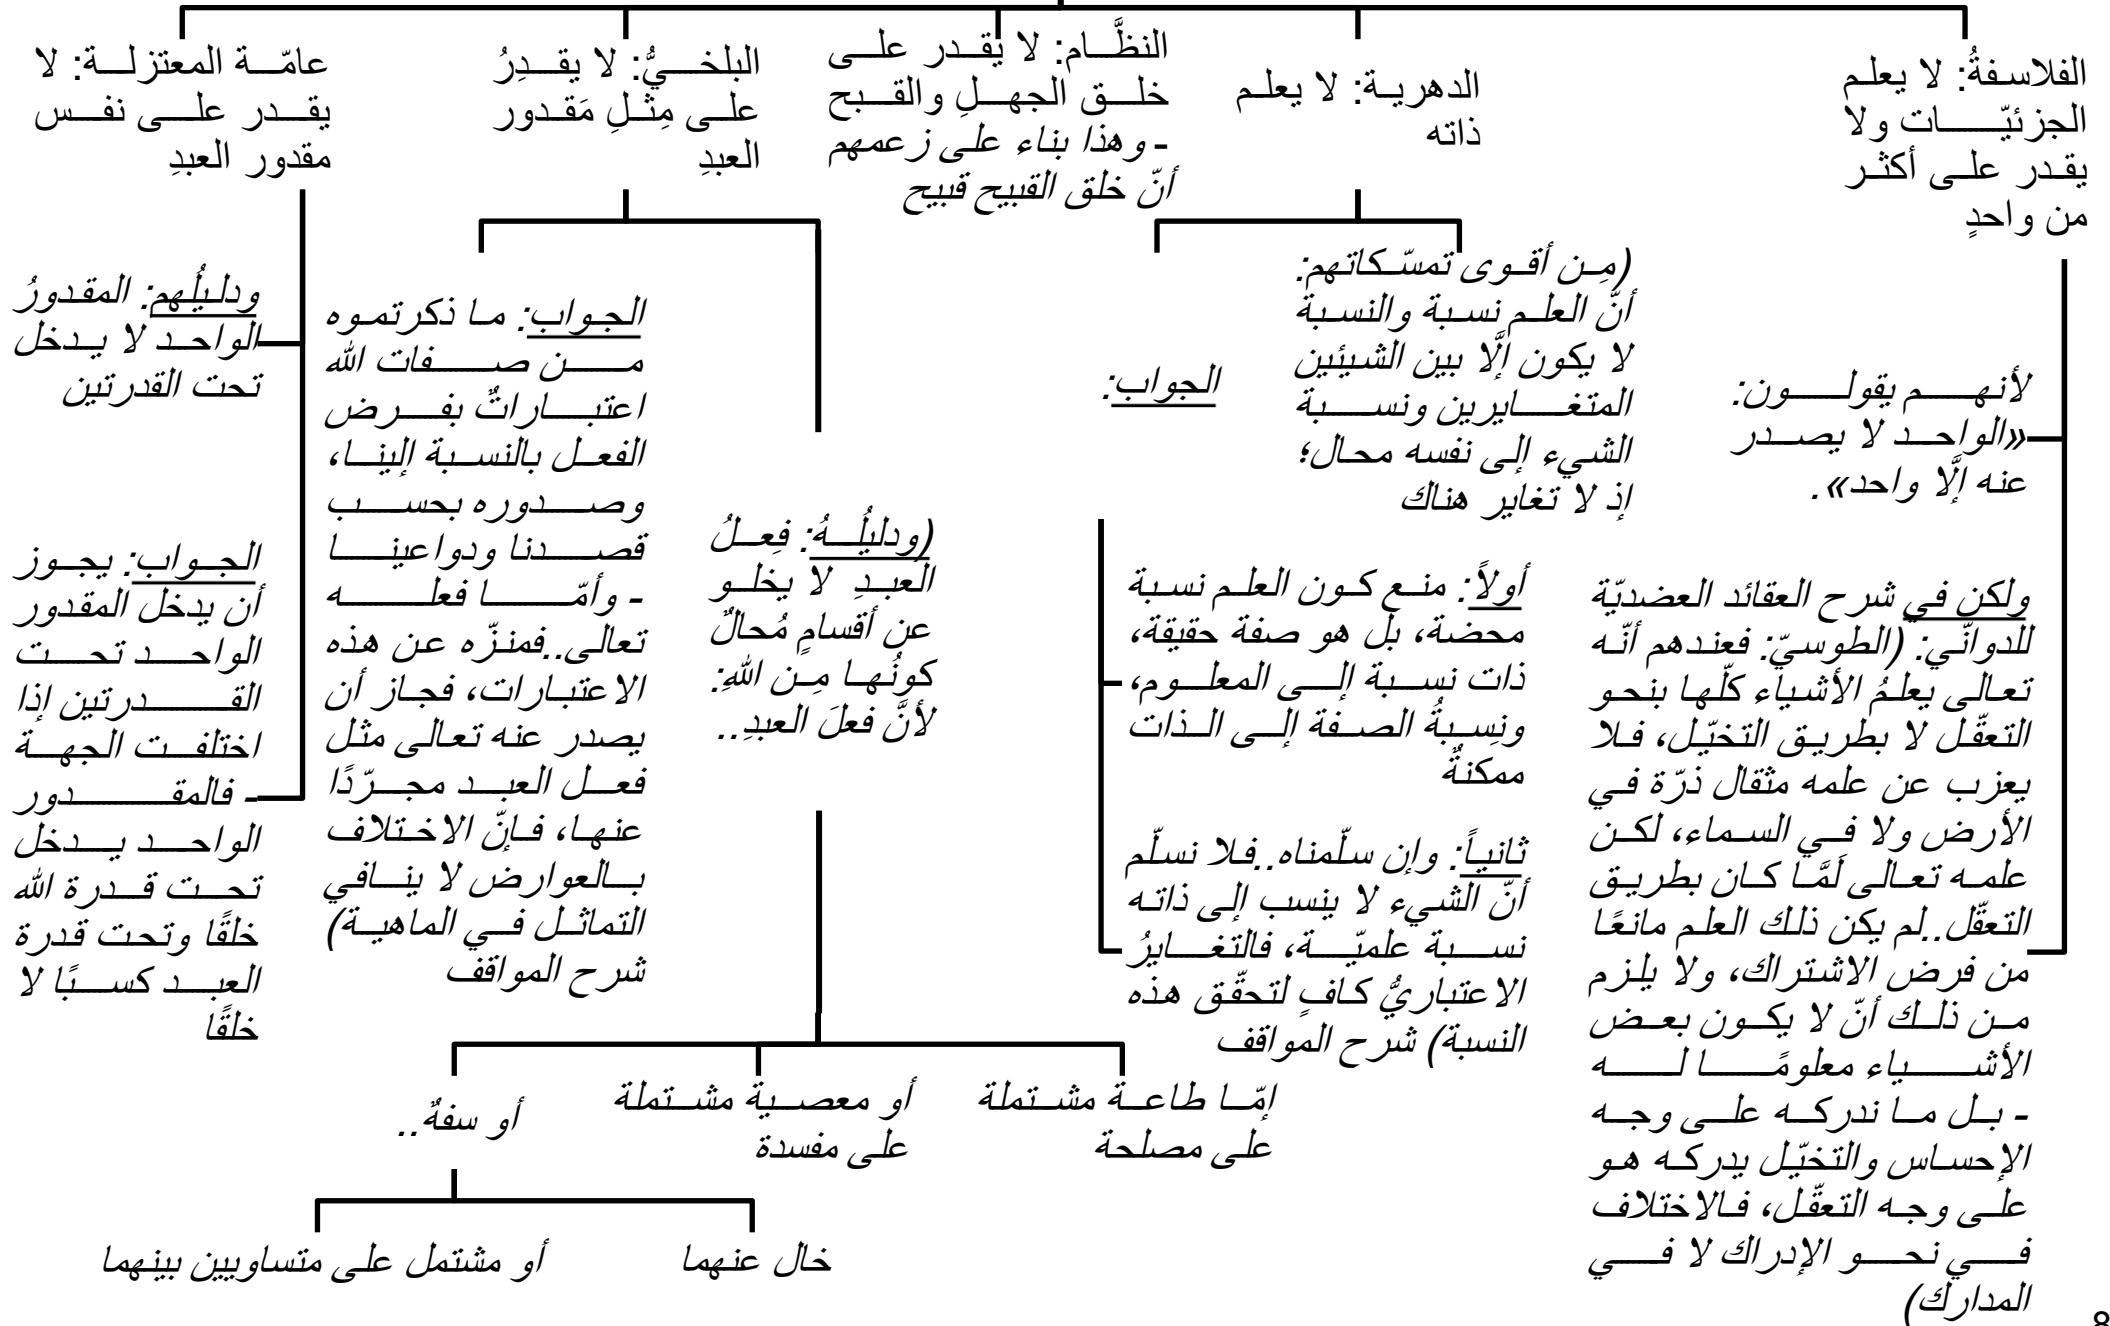 الفلاسفةُ: لا يعلم
الجزئيّات ولا
يقدر على أكثر
من واحدٍ
لأنهم يقولون:
«الواحد لا يصدر
عنه إلَّا واحد».
ولكن في شرح العقائد العضديّة
للدوانّي: (الطوسيّ: فعندهم أنّه
تعالى يعلمُ الأشياء كلّها بنحو
التعقّل لا بطريق التخيّل، فلا
يعزب عن علمه مثقال ذرّة في
الأرض ولا في السماء، لكن
علمه تعالى لَمَّا كان بطريق
التعقّل..لم يكن ذلك العلم مانعًا
من فرض الاشتراك، ولا يلزم
من ذلك أنّ لا يكون بعض
الأشياء معلومًا له
- بل ما ندركه على وجه
الإحساس والتخيّل يدركه هو
على وجه التعقّل، فالاختلاف
في نحو الإدراك لا في
المدارك)
الدهرية: لا يعلم
ذاته
(مِن أقوى تمسّكاتهم:
أنّ العلم نسبة والنسبة
لا يكون إلَّا بين الشيئين
المتغايرين ونسبة
الشيء إلى نفسه محال؛
إذ لا تغاير هناك
الجواب:
أولاً: منع كون العلم نسبة
محضة، بل هو صفة حقيقة،
ذات نسبة إلى المعلوم،
ونِسبةُ الصفة إلى الذات
ممكنةٌ
ثانياً: وإن سلّمناه..فلا نسلّم
أنّ الشيء لا ينسب إلى ذاته
نسبة علميّة، فالتغايرُ
الاعتباريُّ كافٍ لتحقّق هذه
النسبة) شرح المواقف
النظَّام: لا يقدر على
خلق الجهلِ والقبح
- وهذا بناء على زعمهم
أنّ خلق القبيح قبيح
البلخيُّ: لا يقدِرُ
على مِثلِ مَقدور
العبدِ
(ودليلُهُ: فِعلُ
العبدِ لا يخلو
عن أقسامٍ مُحالٌ
كونُها مِن اللهِ:
لأنَّ فعلَ العبدِ..
إمّا طاعة مشتملة
على مصلحة
أو معصية مشتملة
على مفسدة
أو سفهٌ..
خال عنهما
أو مشتمل على متساويين بينهما
الجواب: ما ذكرتموه
من صفات الله
اعتباراتٌ بفرض
الفعل بالنسبة إلينا،
وصدوره بحسب
قصدنا ودواعينا
- وأمّا فعله
تعالى..فمنزّه عن هذه
الاعتبارات، فجاز أن
يصدر عنه تعالى مثل
فعل العبد مجرّدًا
عنها، فإنّ الاختلاف
بالعوارض لا ينافي
التماثل في الماهية)
شرح المواقف
عامّة المعتزلة: لا
يقدر على نفس
مقدور العبدِ
ودليلُهم: المقدورُ
الواحد لا يدخل
تحت القدرتين
الجواب: يجوز
أن يدخل المقدور
الواحد تحت
القدرتين إذا
اختلفت الجهة
- فالمقدور
الواحد يدخل
تحت قدرة الله
خلقًا وتحت قدرة
العبد كسبًا لا
خلقًا
8